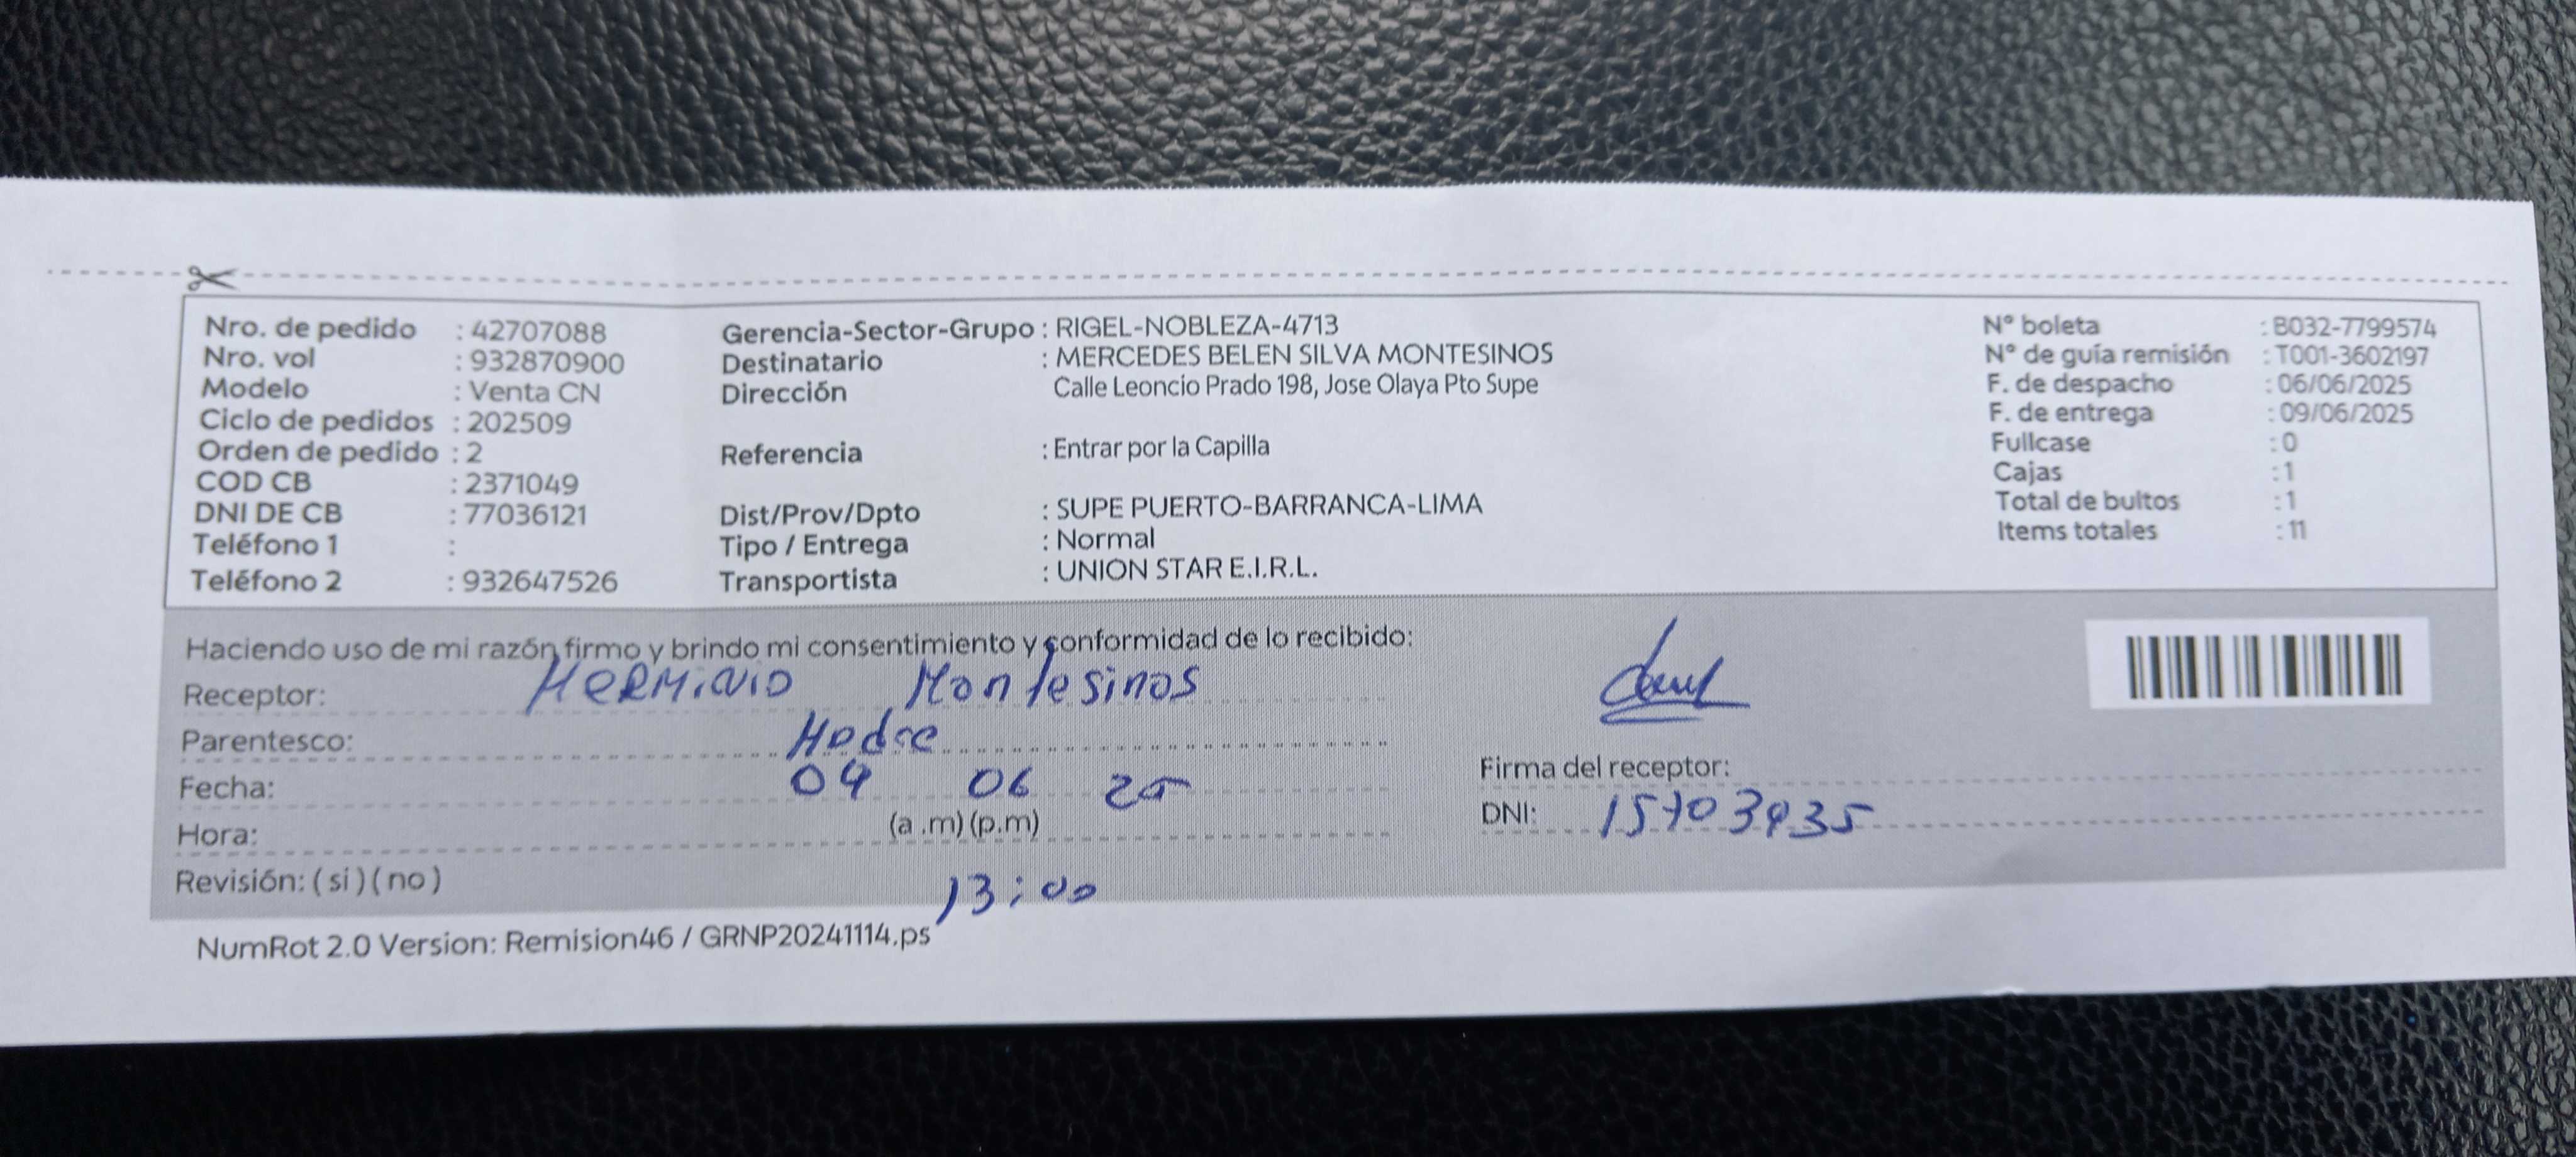 Nro. de pedido : 42707088
Nro. vol : 932870900
Modelo : Venta CN
Ciclo de pedidos : 202509
Orden de pedido : 2
COD CB : 2371049
DNI DE CB : 77036121
Teléfono 1 :
Teléfono 2 : 932647526
Gerencia-Sector-Grupo : RIGEL-NOBLEZA-4713
Destinatario : MERCEDES BELEN SILVA MONTESINOS
Dirección Calle Leoncio Prado 198, Jose Olaya Pto Supe
Referencia : Entrar por la Capilla
Dist/Prov/Dpto : SUPE PUERTO-BARRANCA-LIMA
Tipo / Entrega : Normal
Transportista : UNION STAR E.I.R.L.
N° boleta : B032-7799574
N° de guía remisión : T001-3602197
F. de despacho : 06/06/2025
F. de entrega : 09/06/2025
Fullcase : 0
Cajas : 1
Total de bultos : 1
Items totales : 11
Haciendo uso de mi razón firmo y brindo mi consentimiento y conformidad de lo recibido:
Receptor: HERMINIO Montesinos
Parentesco:
Fecha: 06 25
Hora: (a .m) (p.m)
13:00
Revisión: ( si ) ( no )
Firma del receptor:
DNI:
NumRot 2.0 Version: Remision46 / GRNP20241114.ps